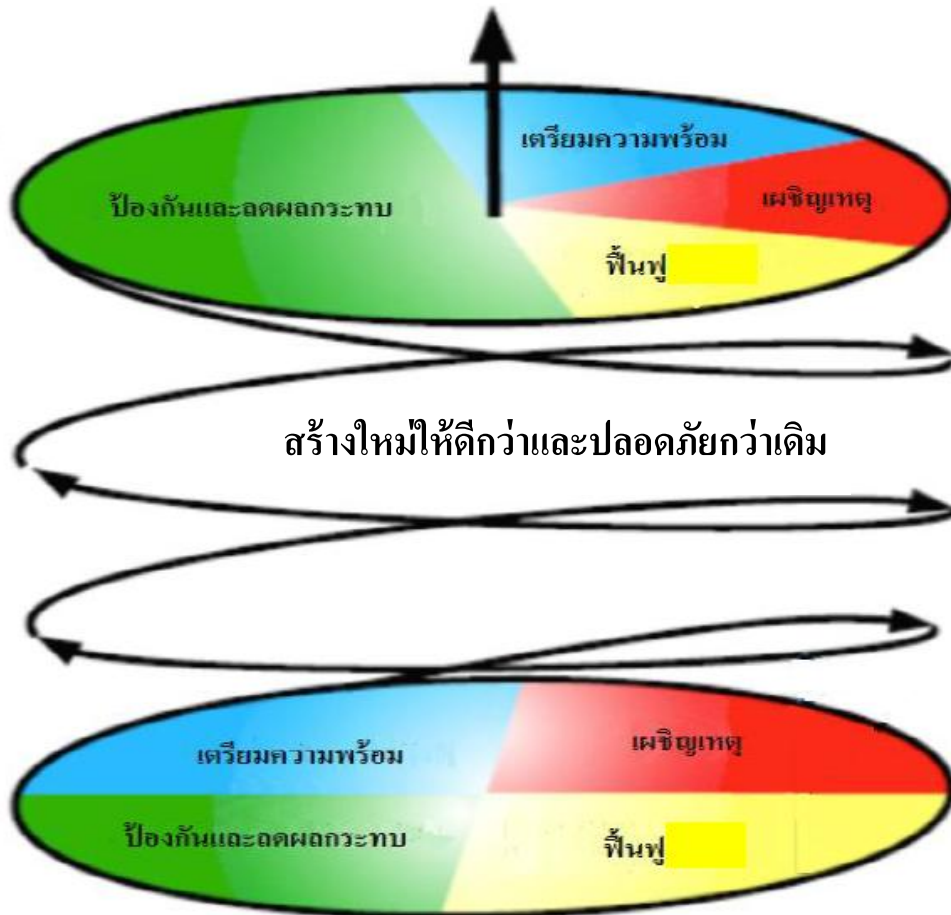 เตรียมความพร้อม
ป้องกันและลดผลกระทบ
เผชิญเหตุ
ฟื้นฟู
สร้างใหม่ให้ดีกว่าและปลอดภัยกว่าเดิม
เตรียมความพร้อม
เผชิญเหตุ
ป้องกันและลดผลกระทบ
ฟื้นฟู